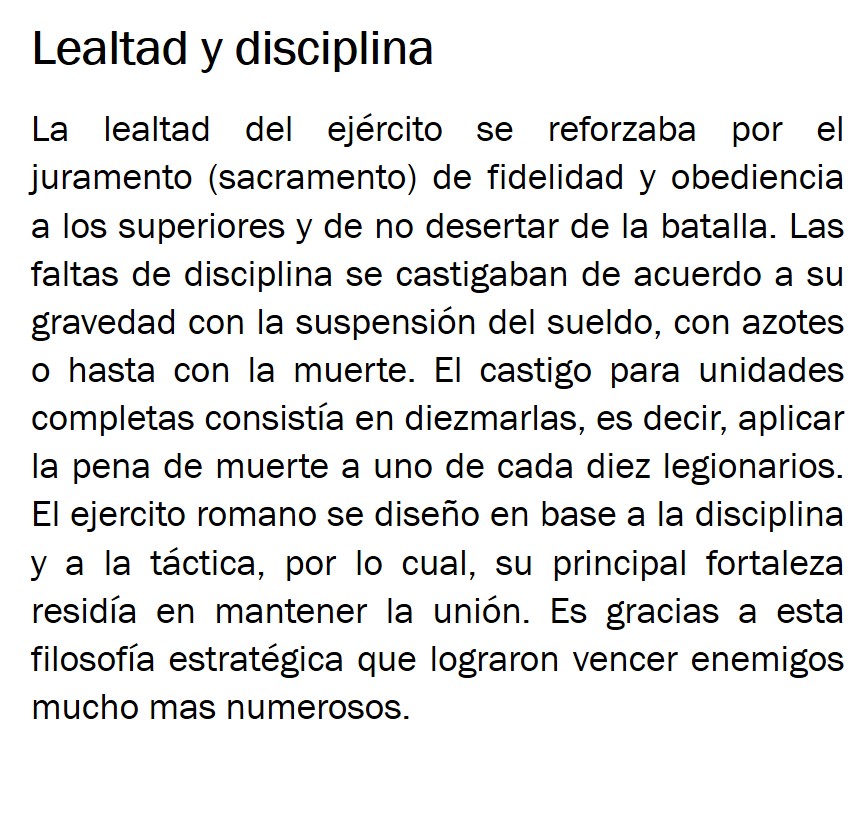 Lealtad y disciplina
La lealtad del ejército se reforzaba por el
juramento (sacramento) de fidelidad y obediencia
a los superiores y de no desertar de la batalla. Las
faltas de disciplina se castigaban de acuerdo a su
gravedad con la suspensión del sueldo, con azotes
o hasta con la muerte. El castigo para unidades
completas consistía en diezmarlas, es decir, aplicar
la pena de muerte a uno de cada diez legionarios.
El ejercito romano se diseño en base a la disciplina
y a la táctica, por lo cual, su principal fortaleza
residía en mantener la unión. Es gracias a esta
filosofía estratégica que lograron vencer enemigos
mucho mas numerosos.